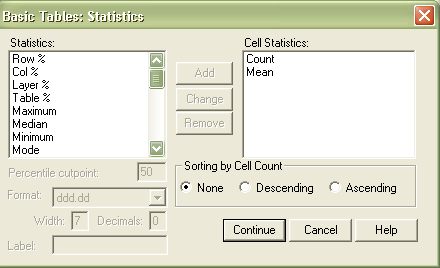 Basic Tables: Statistics
Statistics:
Row %
Col %
Layer %
Table %
Maximum
Median
Minimum
Mode
Add
Change
Remove
Cell Statistics:
Count
Mean
Percentile cutpoint: 50
Format: ddd.dd
Width: 7 Decimals: 0
Label:
Sorting by Cell Count
None Descending Ascending
Continue Cancel Help